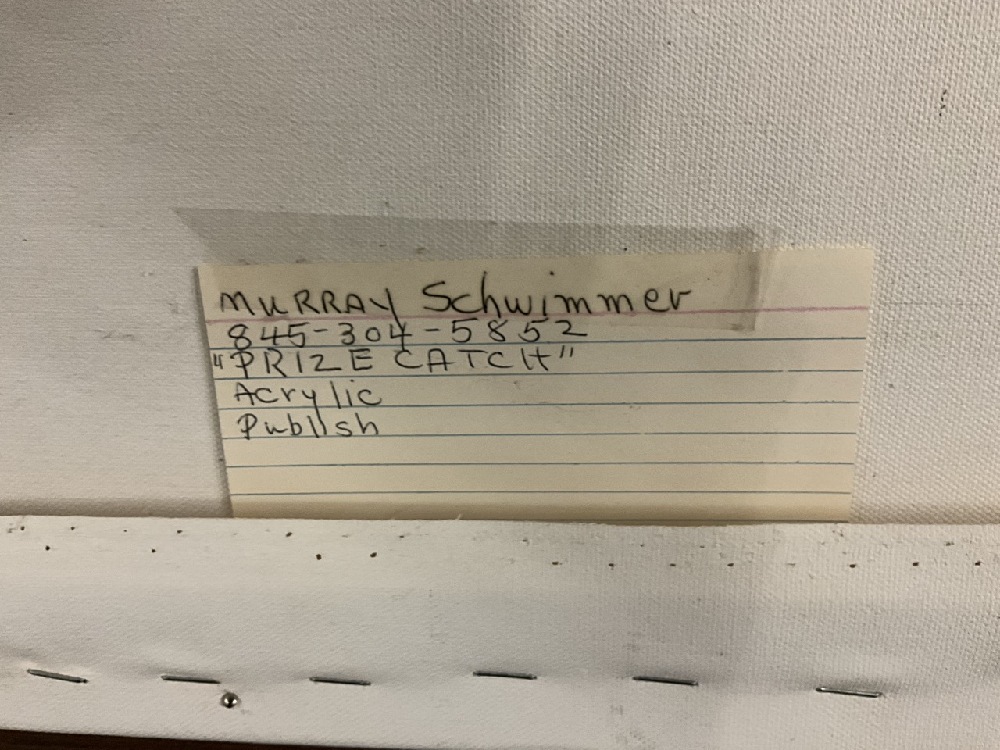 MURRAY Schwimmer
845-304-5852
"PRIZE CATCH"
Acrylic
Publish